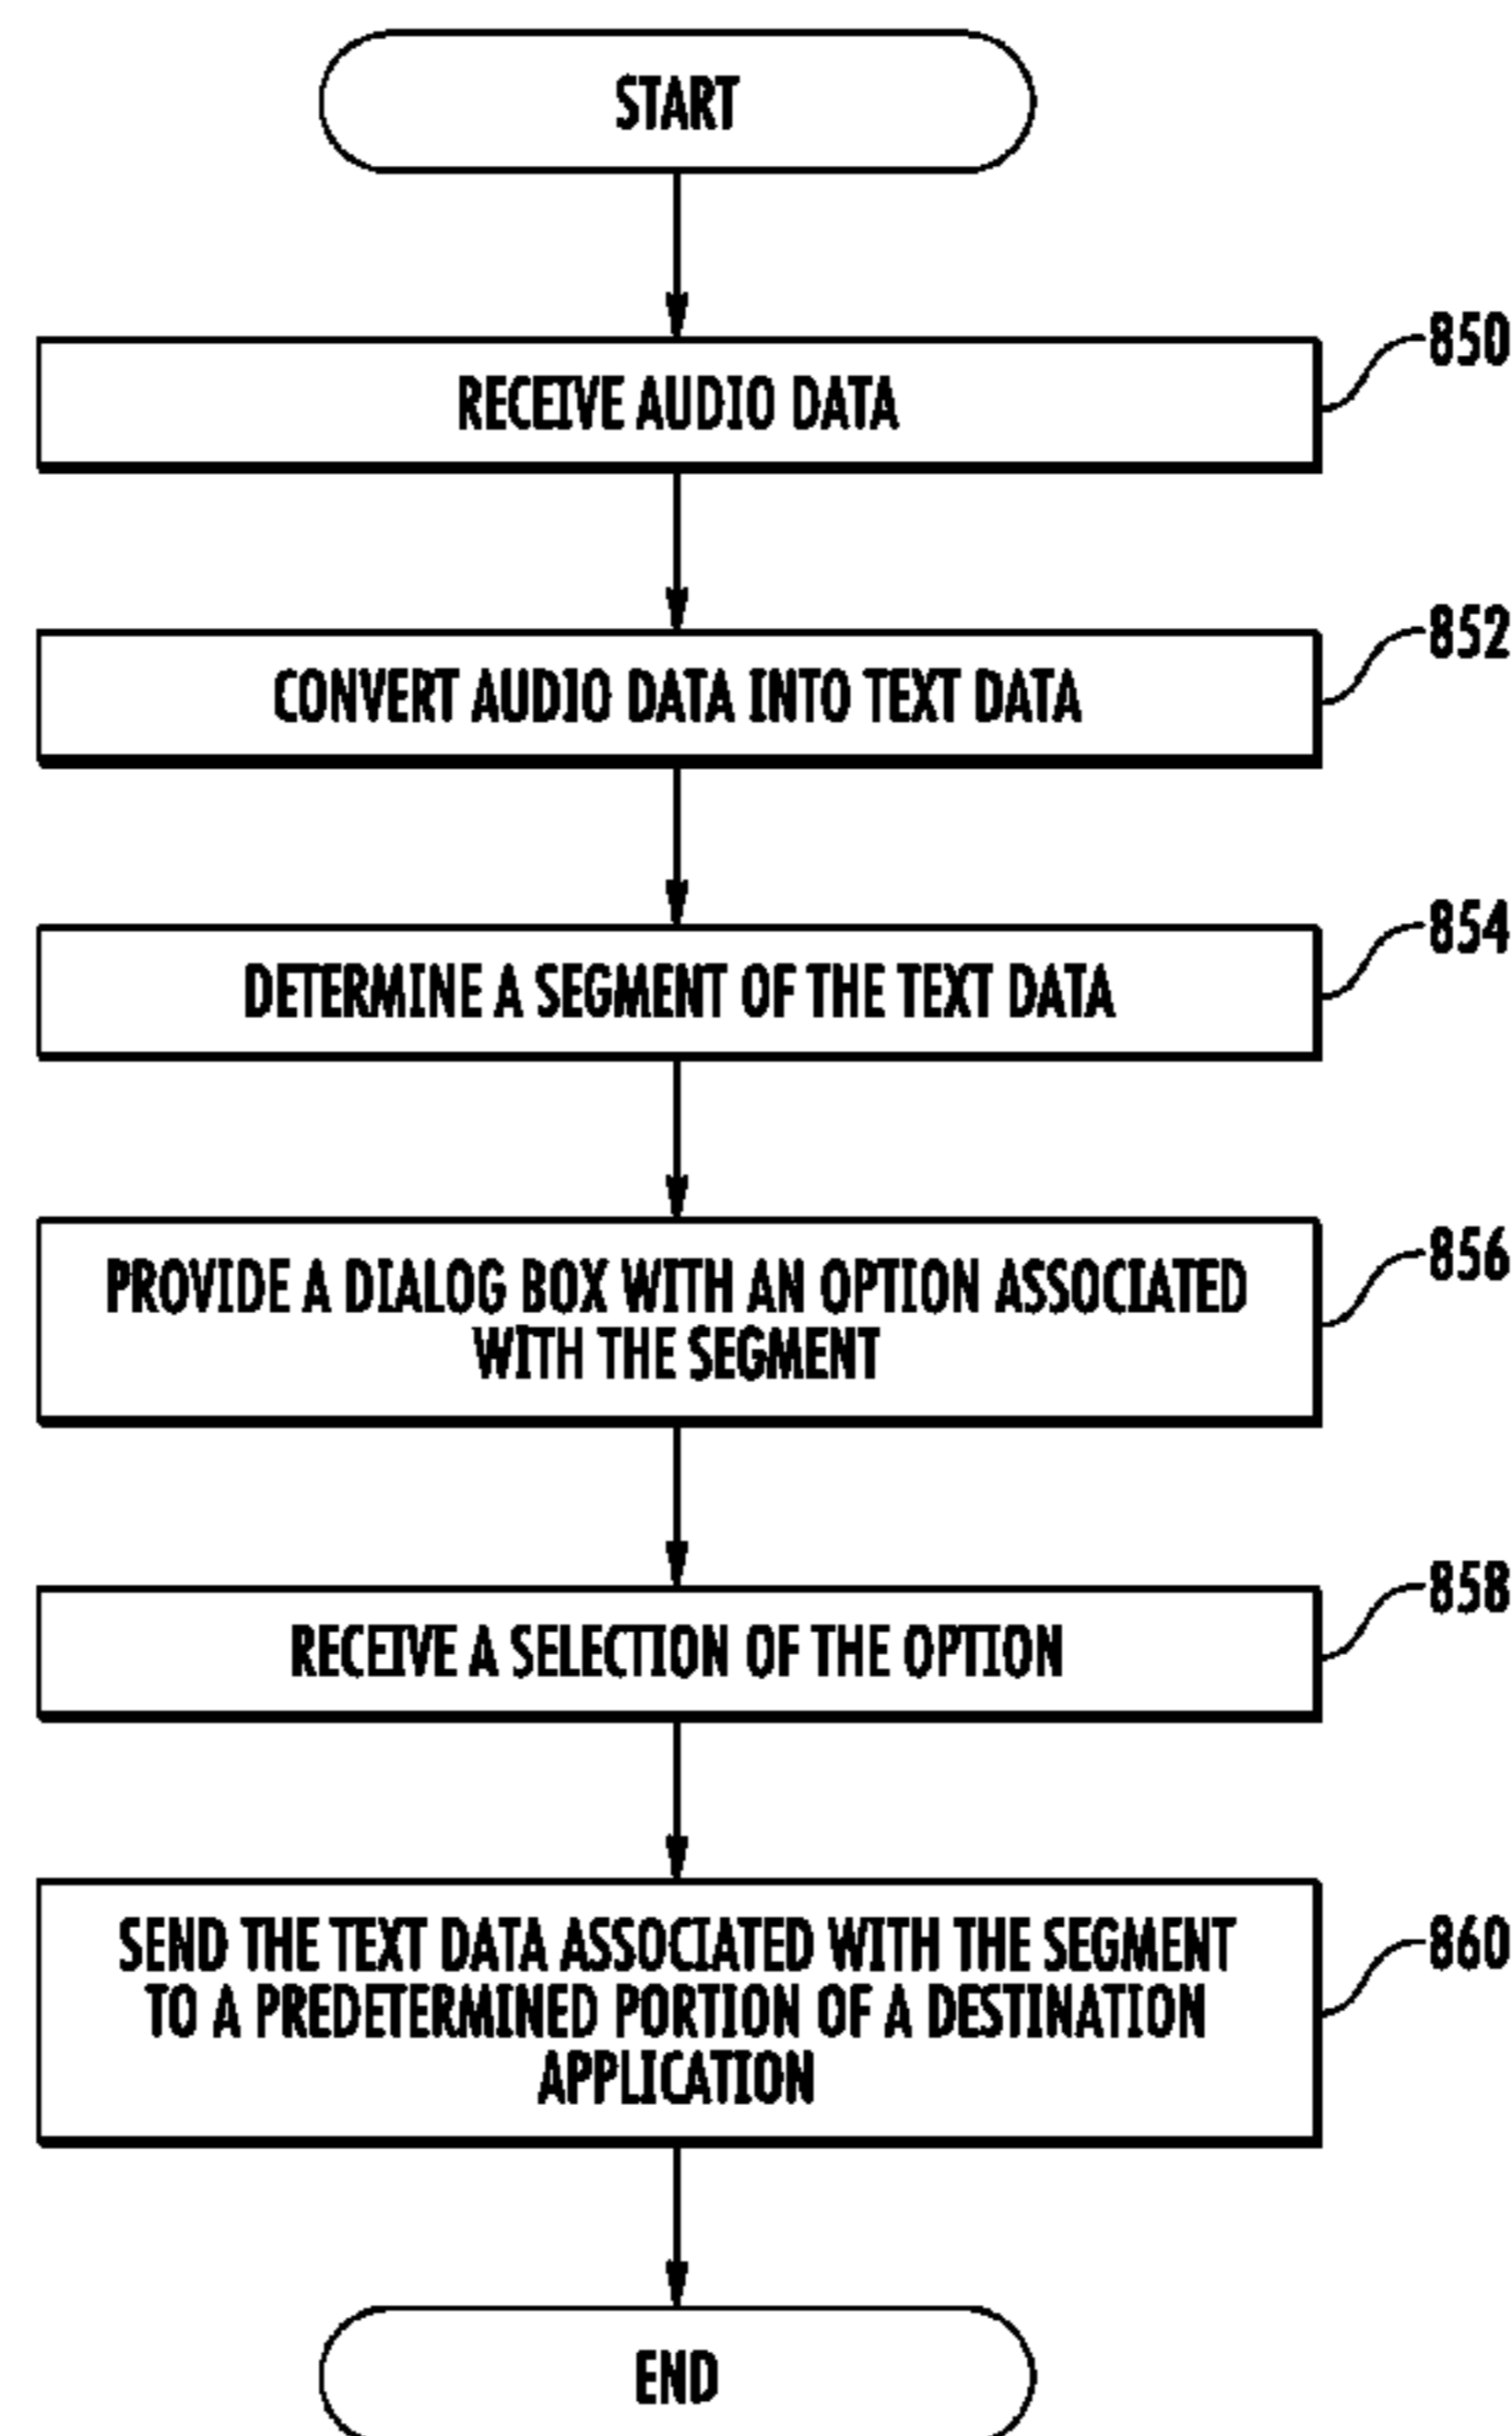 START
850
RECEIVE AUDIO DATA
852
CONVERT AUDIO DATA INTO TEXT DATA
854
DETERMINE A SEGMENT OF THE TEXT DATA
856
PROVIDE A DIALOG BOX WITH AN OPTION ASSOCIATED
WITH THE SEGMENT
858
RECEIVE A SELECTION OF THE OPTION
860
SEND THE TEXT DATA ASSOCIATED WITH THE SEGMENT
TO A PREDETERMINED PORTION OF A DESTINATION
APPLICATION
END